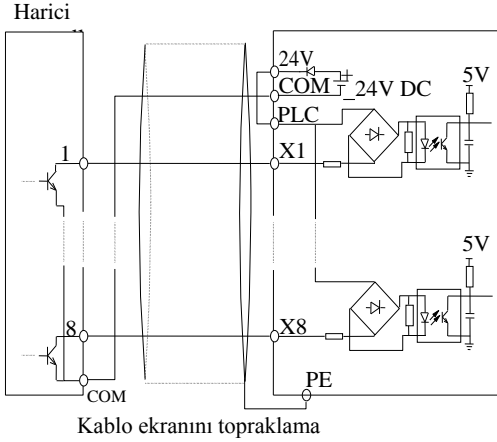 Harici
24V
COM
+
24V DC
–
5V
PLC
1
X1
5V
8
X8
COM
PE
Kablo ekranını topraklama